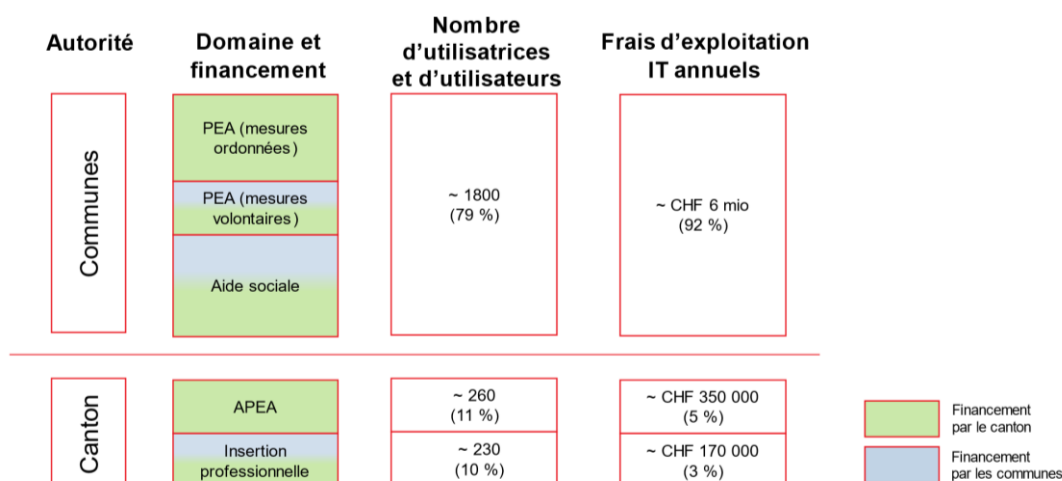 Autorité
Domaine et
financement
Nombre
d'utilisatrices
et d'utilisateurs
Frais d'exploitation
IT annuels
Communes
PEA (mesures
ordonnées)
PEA (mesures
volontaires)
Aide sociale
~ 1800
(79 %)
~ CHF 6 mio
(92 %)
Canton
APEA
~ 260
(11 %)
~ CHF 350 000
(5 %)
Insertion
professionnelle
~ 230
(10 %)
~ CHF 170 000
(3 %)
Financement
par le canton
Financement
par les communes